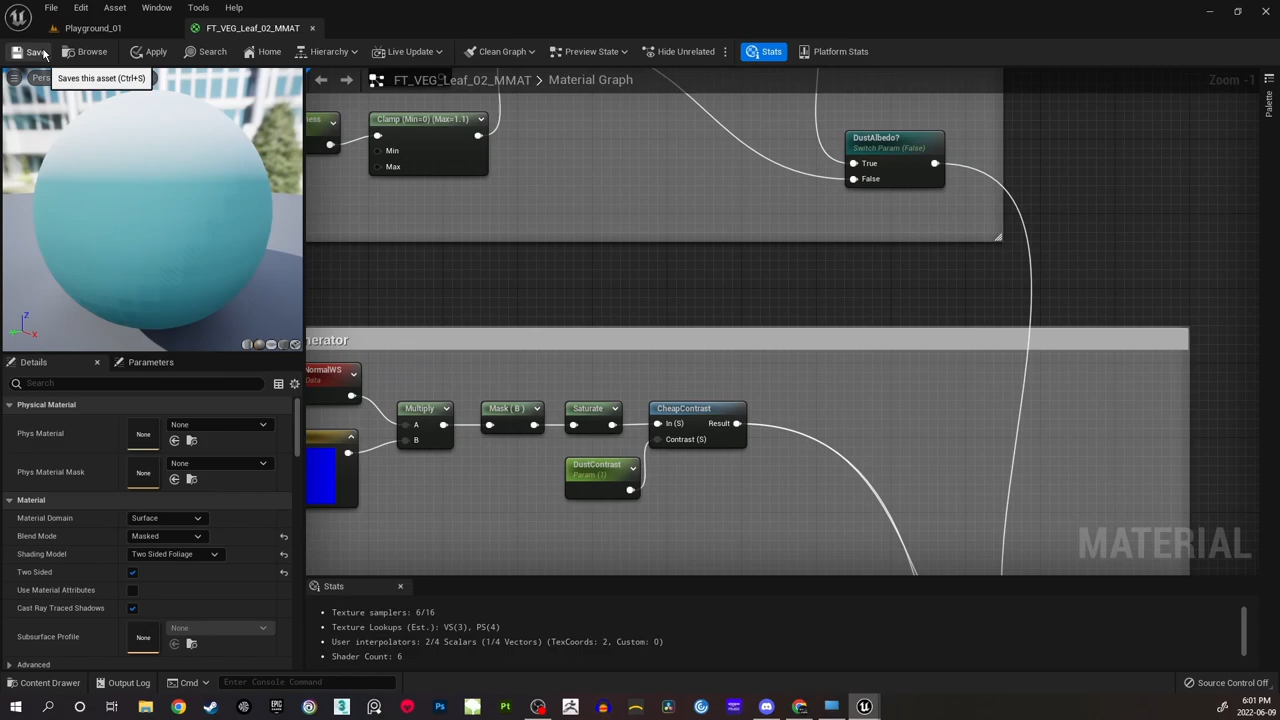 File Edit Asset Window Tools Help
Playground_01
FT_VEG_Leaf_02_MMAT
Save Browse Apply Search Home Hierarchy Live Update Clean Graph Preview State Hide Unrelated Stats Platform Stats
Saves this asset (Ctrl+S)
FT_VEG_Leaf_02_MMAT > Material Graph
Zoom -1
Palette
Clamp (Min=0) (Max=1.1)
Min
Max
DustAlbedo?
Switch Param (False)
True
False
NormalWS
Data
Multiply
A
B
Mask ( B )
Saturate
CheapContrast
In (S) Result
Contrast (S)
DustContrast
Param (1)
MATERIAL
Z
X
Details
Parameters
Search
Physical Material
Phys Material None None
Phys Material Mask None None
Material
Material Domain Surface
Blend Mode Masked
Shading Model Two Sided Foliage
Two Sided
Use Material Attributes
Cast Ray Traced Shadows
Subsurface Profile None None
Advanced
Stats
Texture samplers: 6/16
Texture Lookups (Est.): VS(3), PS(4)
User interpolators: 2/4 Scalars (1/4 Vectors) (TexCoords: 2, Custom: 0)
Shader Count: 6
Content Drawer Output Log Cmd Enter Console Command Source Control Off
6:01 PM
2022-06-09